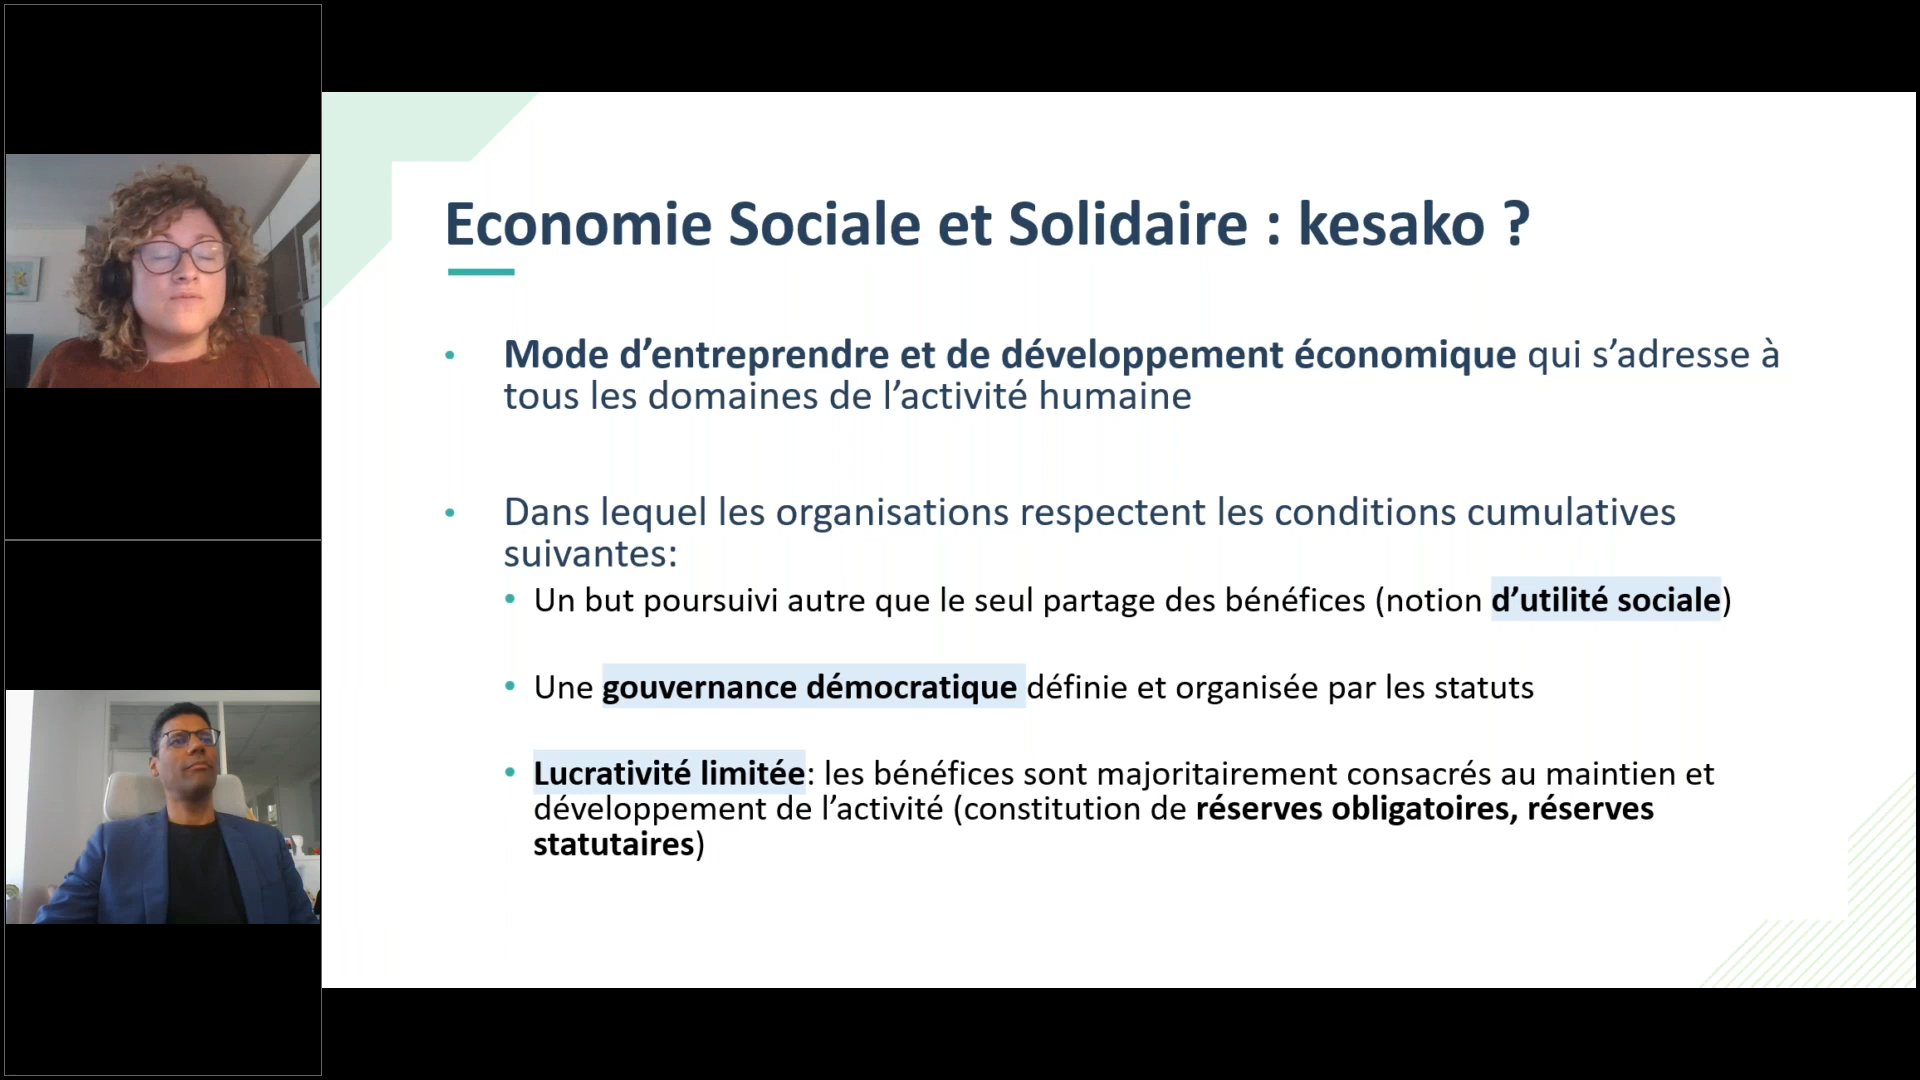 Economie Sociale et Solidaire : kesako ?
• Mode d’entreprendre et de développement économique qui s’adresse à
tous les domaines de l’activité humaine
• Dans lequel les organisations respectent les conditions cumulatives
suivantes:
• Un but poursuivi autre que le seul partage des bénéfices (notion d’utilité sociale)
• Une gouvernance démocratique définie et organisée par les statuts
• Lucrativité limitée: les bénéfices sont majoritairement consacrés au maintien et
développement de l’activité (constitution de réserves obligatoires, réserves
statutaires)